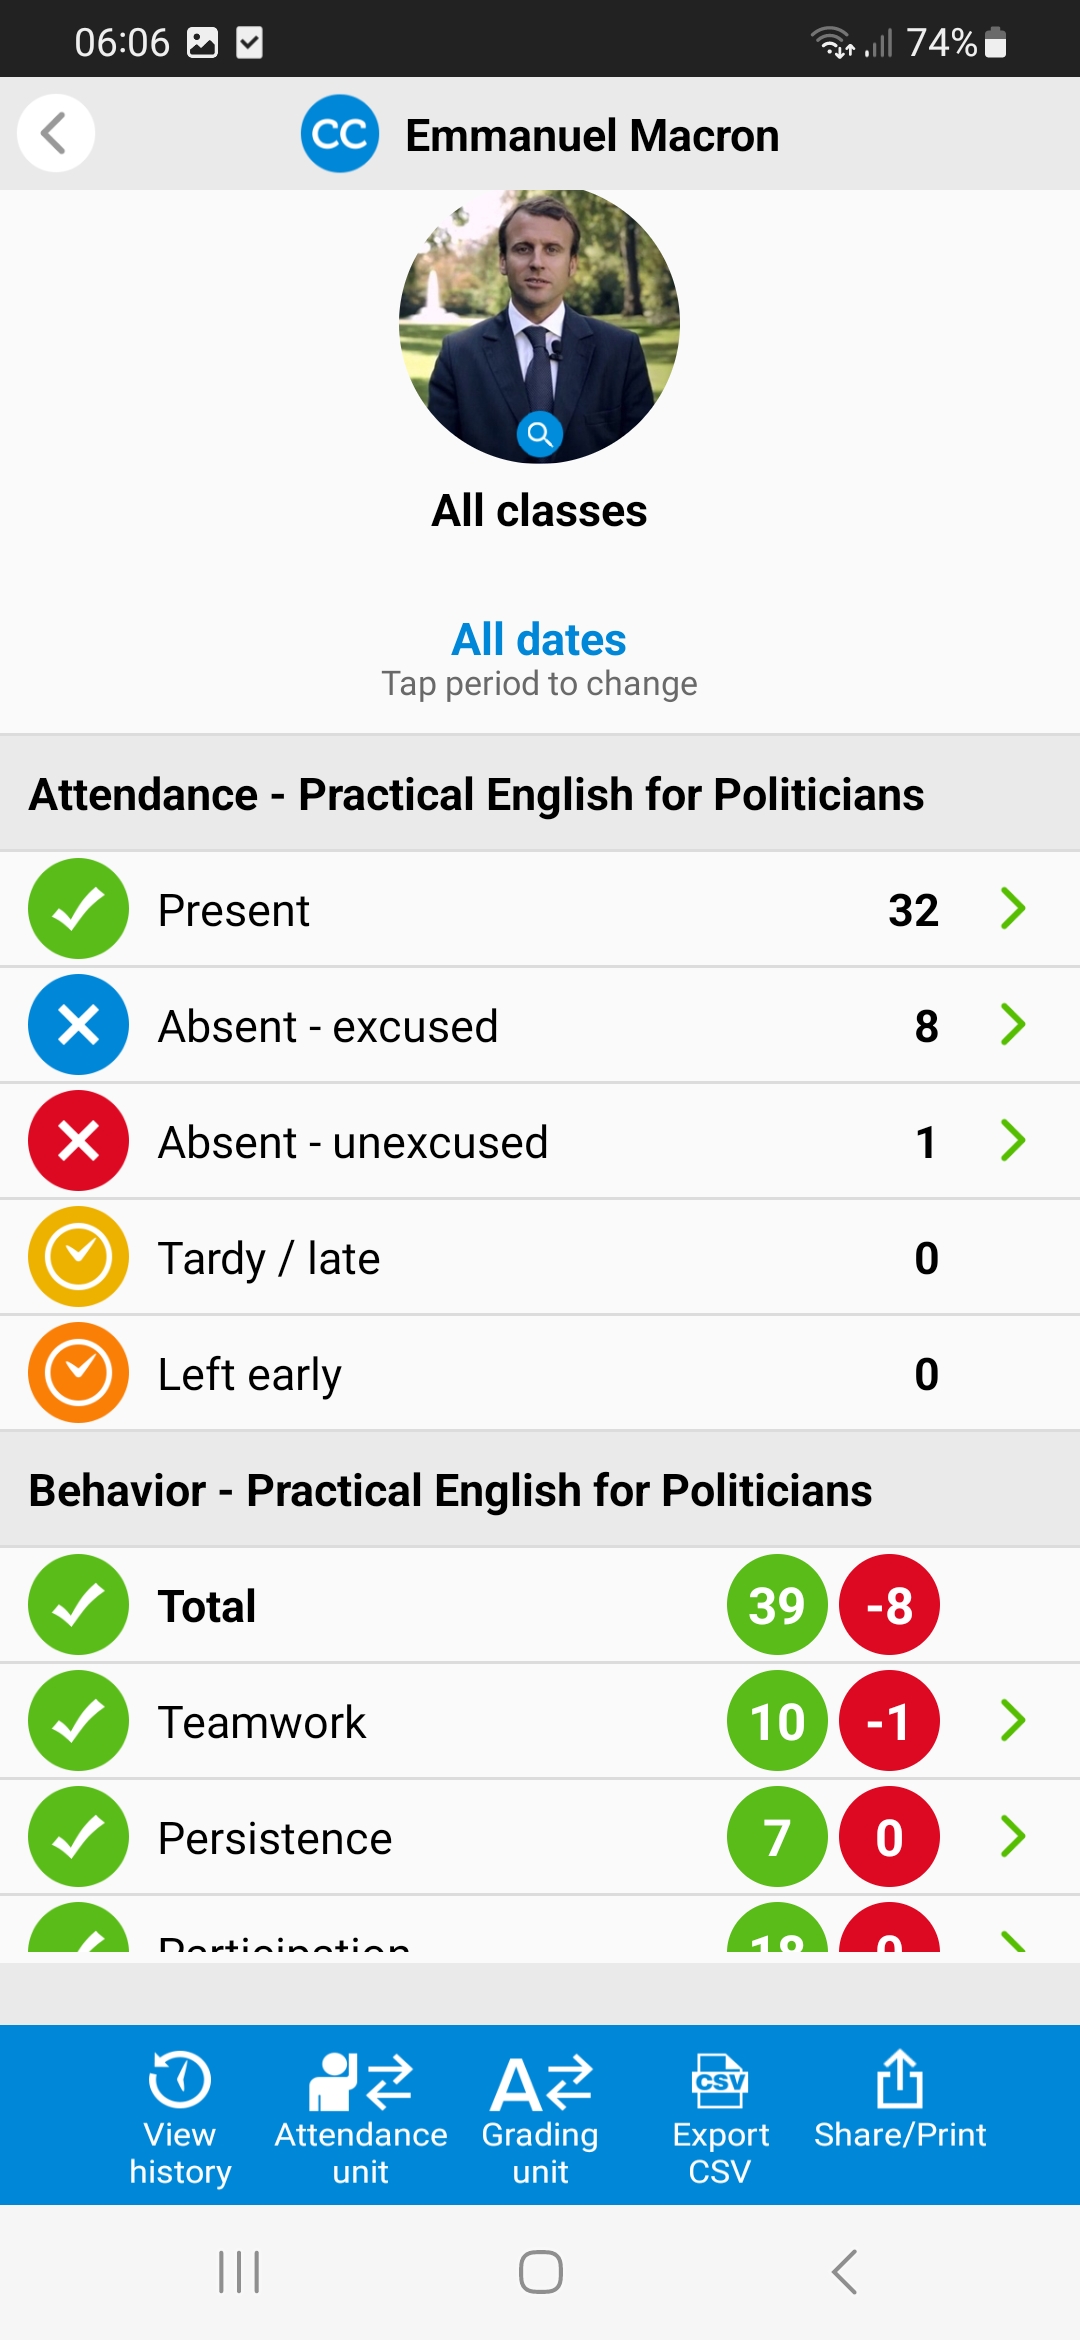 06:06 74%
CC Emmanuel Macron
All classes
All dates
Tap period to change
Attendance - Practical English for Politicians
Present 32
Absent - excused 8
Absent - unexcused 1
Tardy / late 0
Left early 0
Behavior - Practical English for Politicians
Total 39 -8
Teamwork 10 -1
Persistence 7 0
Participation 18 0
View history
Attendance unit
Grading unit
CSV Export CSV
Share/Print